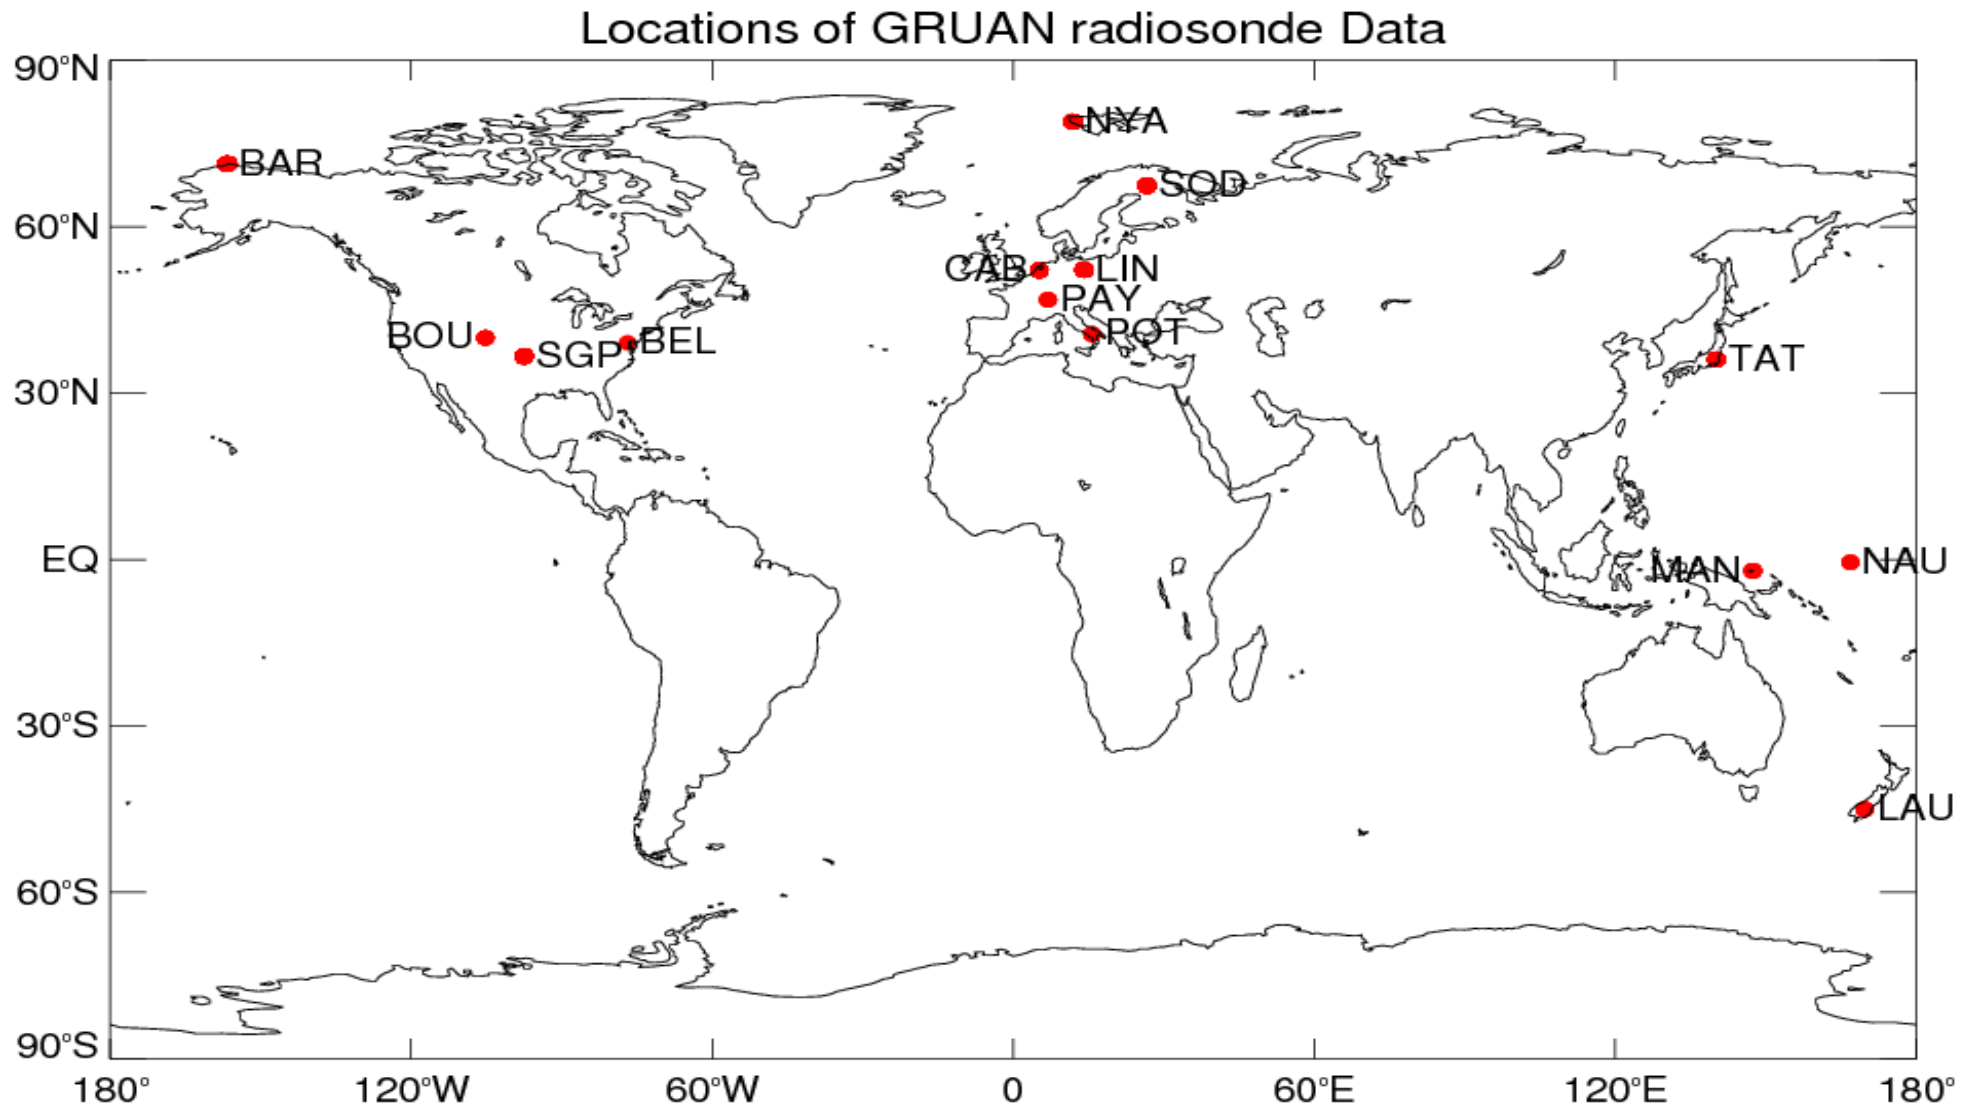 Locations of GRUAN radiosonde Data
90°N
NYA
BAR
SOD
60°N
CAB
LIN
PAY
BOU
SGP
BEL
POT
TAT
30°N
EQ
MAN
NAU
30°S
LAU
60°S
90°S
180° 120°W 60°W 0 60°E 120°E 180°